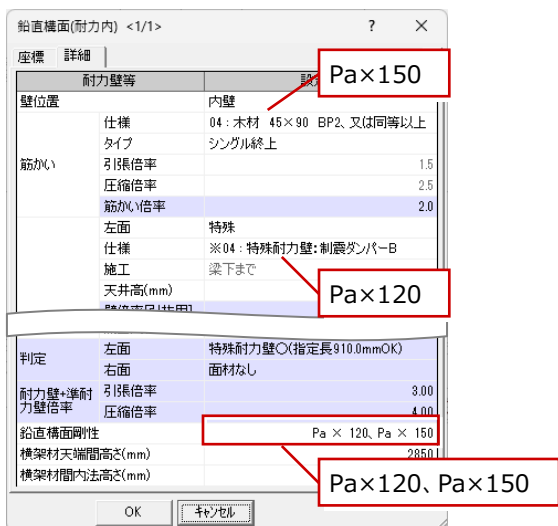 鉛直構面(耐力内) <1/1> ? ×
座標 詳細
耐力壁等
Pa×150
壁位置 内壁
仕様 04:木材 45×90 BP2、又は同等以上
タイプ シングル終上
筋かい 引張倍率 1.5
圧縮倍率 2.5
筋かい倍率 2.0
左面 特殊
仕様 ※04:特殊耐力壁:制震ダンパーB
施工 梁下まで
天井高(mm)
Pa×120
判定 左面 特殊耐力壁〇(指定長910.0mmOK)
右面 面材なし
耐力壁+準耐力壁倍率 引張倍率 3.00
圧縮倍率 4.00
鉛直構面剛性 Pa × 120、Pa × 150
横架材天端間高さ(mm) 2850
横架材間内法高さ(mm)
Pa×120、Pa×150
OK キャンセル